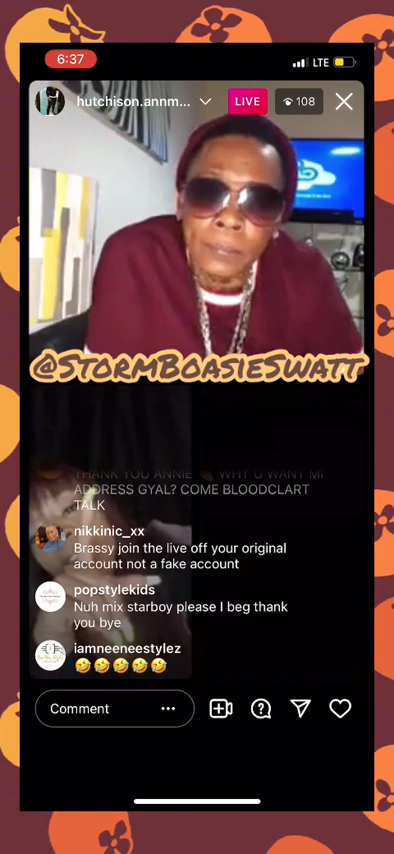 6:37
LTE
hutchison.annm...
LIVE
108
@StormBoasieSwatt
THANK YOU ANNIE WHY U WANT MI
ADDRESS GYAL? COME BLOODCLART
TALK
nikkinic_xx
Brassy join the live off your original
account not a fake account
popstylekids
Nuh mix starboy please I beg thank
you bye
iamneeneestylez
🤣🤣🤣🤣🤣
Comment